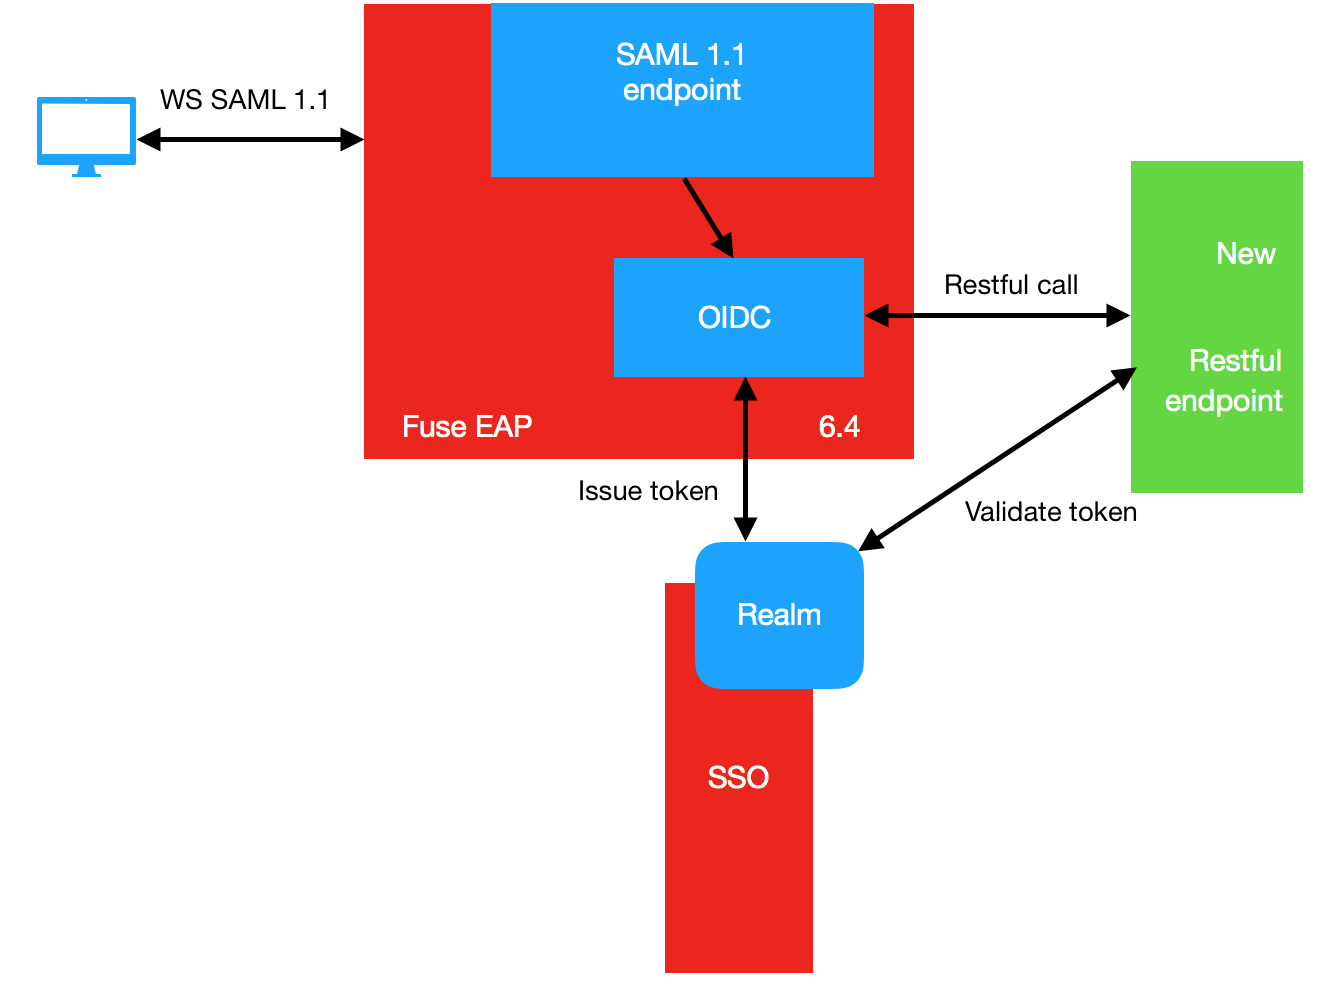 SAML 1.1
endpoint
WS SAML 1.1
New
Restful call
OIDC
Restful
endpoint
Fuse EAP 6.4
Issue token
Validate token
Realm
SSO